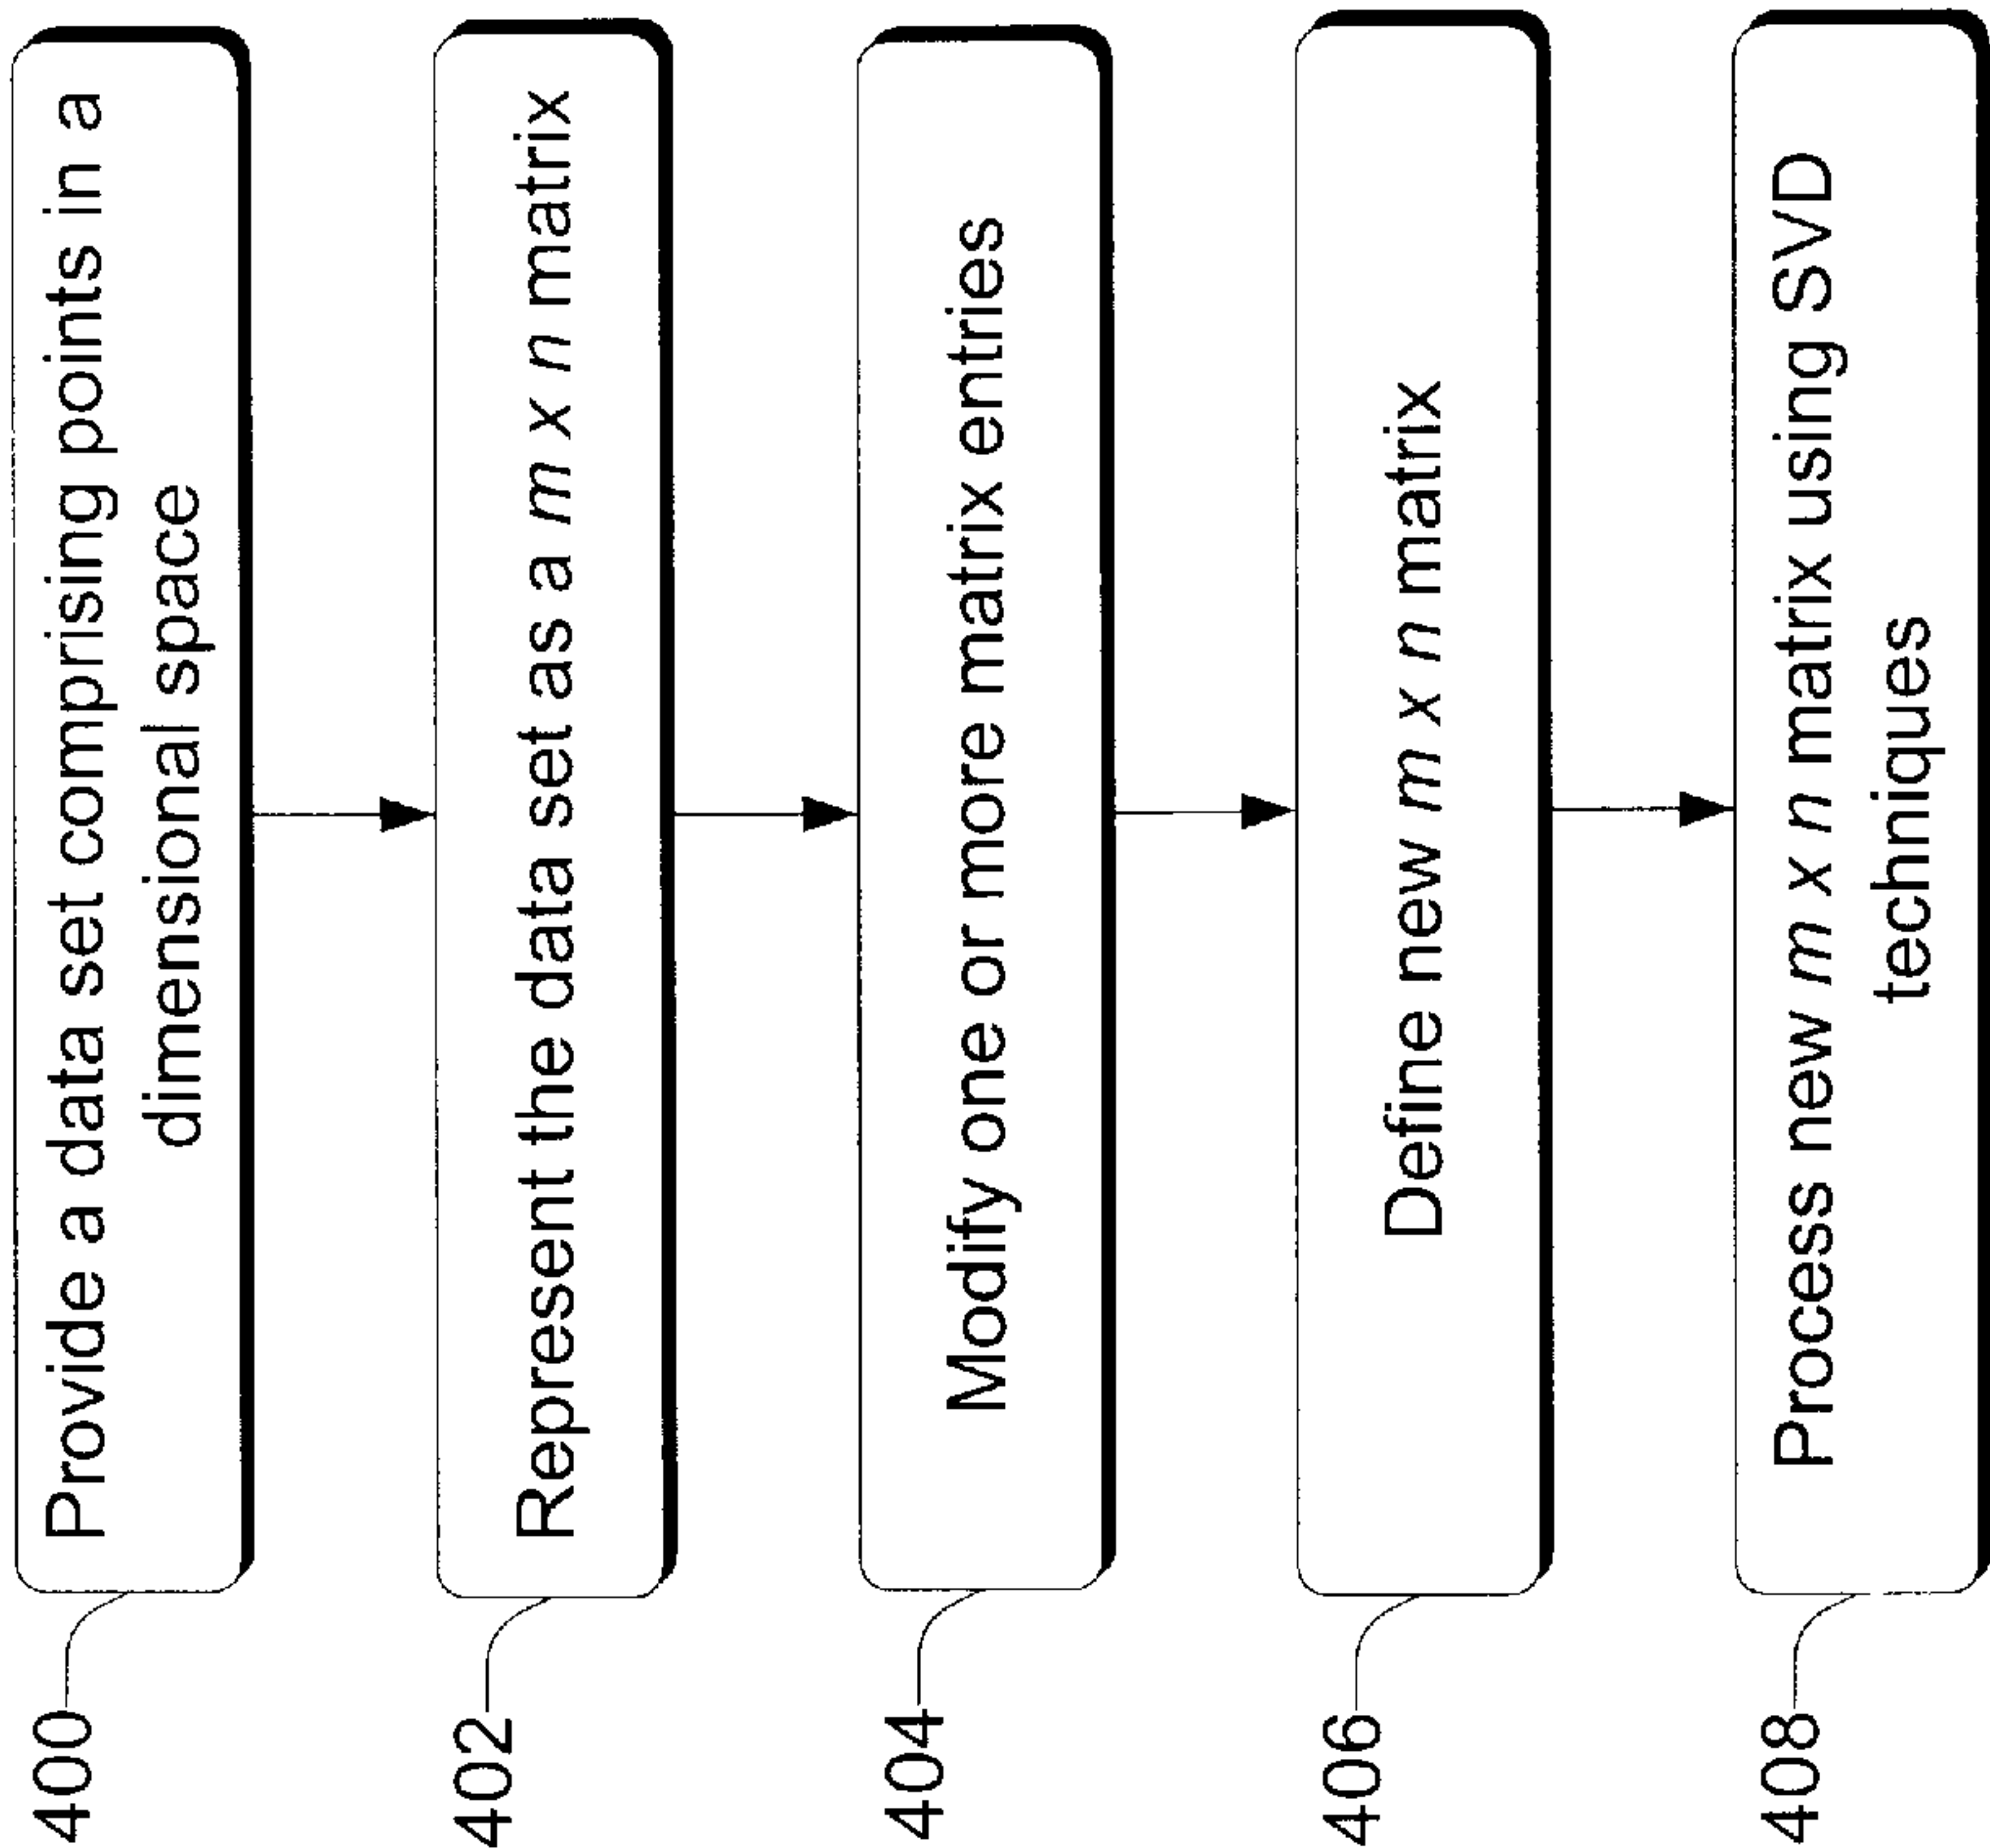 400
Provide a data set comprising points in a
dimensional space
402
Represent the data set as a m x n matrix
404
Modify one or more matrix entries
406
Define new m x n matrix
408
Process new m x n matrix using SVD
techniques